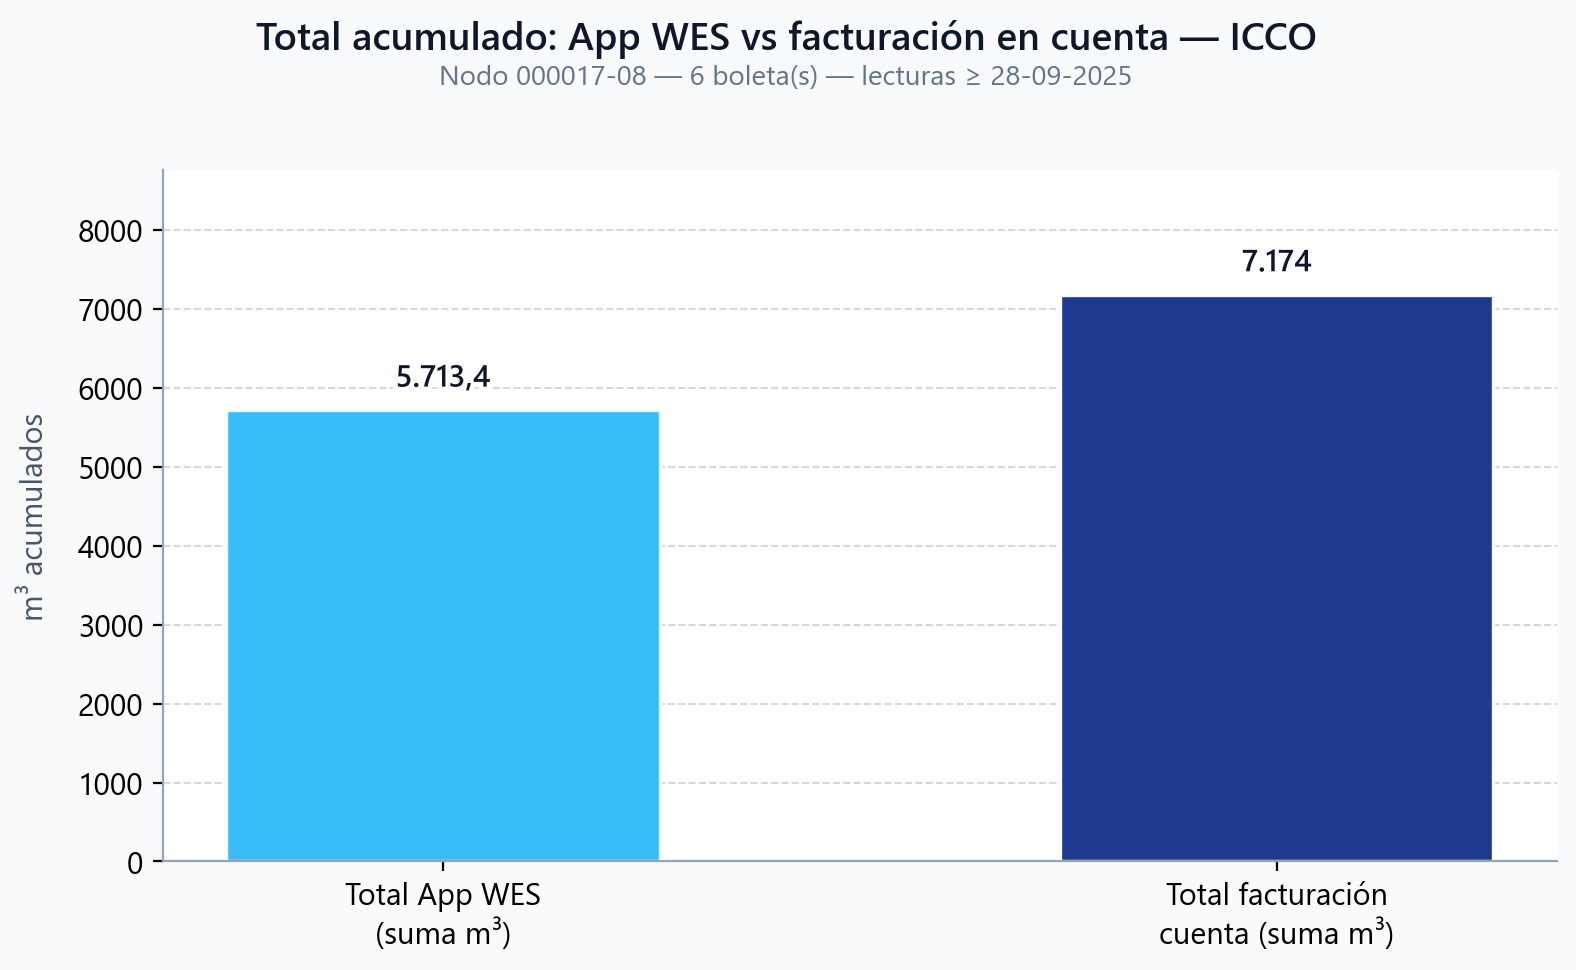 Total acumulado: App WES vs facturación en cuenta — ICCO
Nodo 000017-08 — 6 boleta(s) — lecturas ≥ 28-09-2025
m³ acumulados
8000
7000
6000
5000
4000
3000
2000
1000
0
5.713,4
7.174
Total App WES
(suma m³)
Total facturación
cuenta (suma m³)